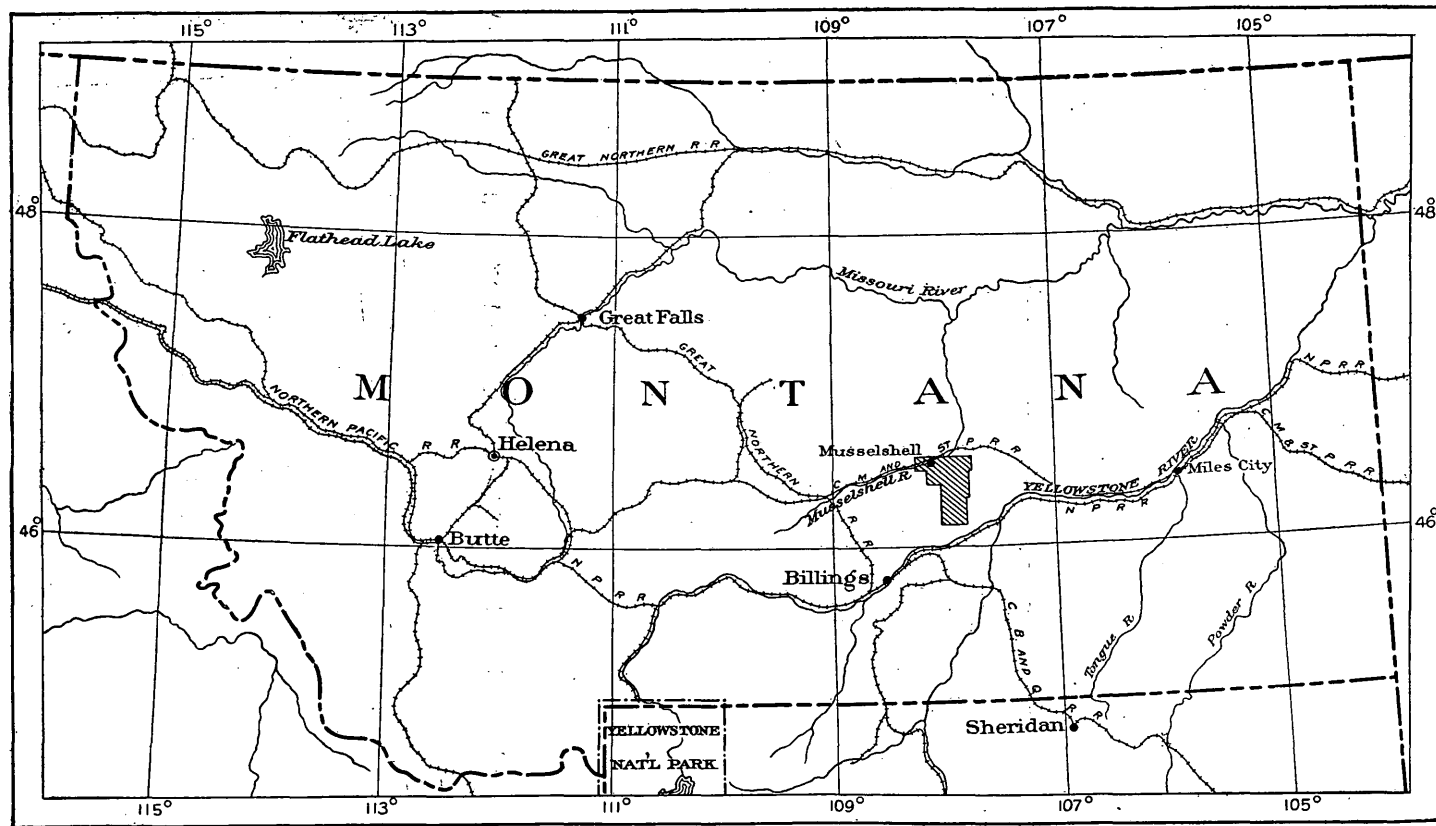 115° 113° 111° 109° 107° 105°
GREAT NORTHERN R R
48° 48°
Flathead Lake
Missouri River
Great Falls
GREAT
NORTHERN
N P R R
MONTANA
NORTHERN PACIFIC R R
Helena
Musselshell
C M AND ST P R R
Musselshell R
C M & ST P R R
YELLOWSTONE RIVER
Miles City
N P R R
46° 46°
Butte
R R
N P R R
Billings
C. B. AND Q. R R
Tongue R
Powder R
Sheridan
YELLOWSTONE
NAT'L PARK
115° 113° 111° 109° 107° 105°